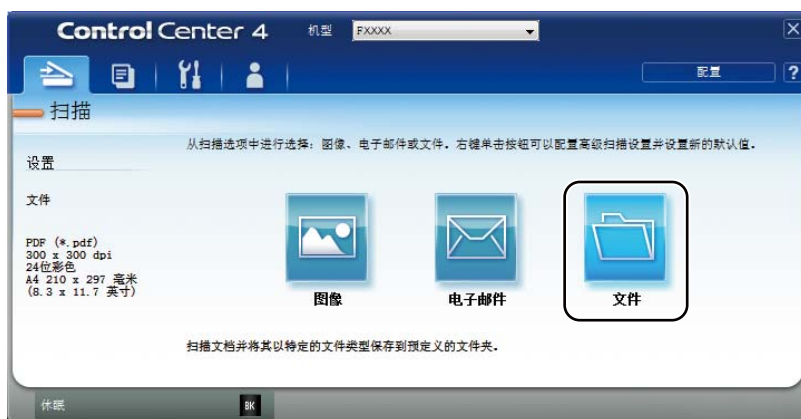 Control Center 4 机型 FXXXX
配置 ?
扫描
从扫描选项中进行选择：图像、电子邮件或文件。右键单击按钮可以配置高级扫描设置并设置新的默认值。
设置
文件
PDF (*.pdf)
300 x 300 dpi
24位彩色
A4 210 x 297 毫米
(8.3 x 11.7 英寸)
图像 电子邮件 文件
扫描文档并将其以特定的文件类型保存到预定义的文件夹。
休眠 BK